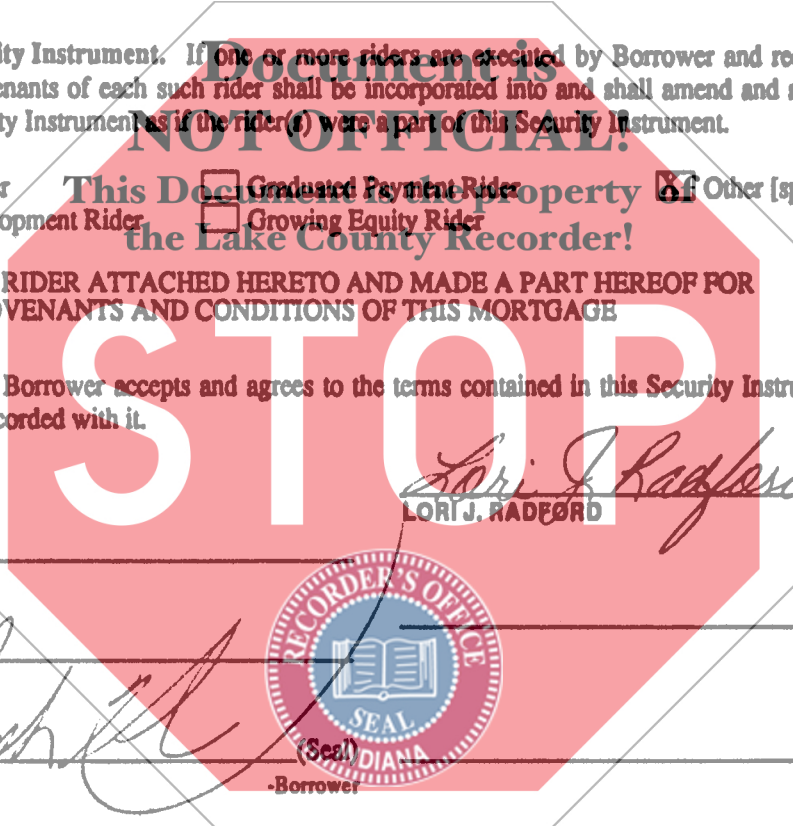 ity Instrument. If one or more riders are executed by Borrower and re
enants of each such rider shall be incorporated into and shall amend and
ty Instrument as if the rider(s) were a part of this Security Instrument.
Document is
NOT OFFICIAL!
This Document is the property of
the Lake County Recorder!
r Graduated Payment Rider Other [sp
opment Rider Growing Equity Rider
RIDER ATTACHED HERETO AND MADE A PART HEREOF FOR
VENANTS AND CONDITIONS OF THIS MORTGAGE
STOP
Borrower accepts and agrees to the terms contained in this Security Instru
corded with it.
Lori J Radford
LORI J. RADFORD
RECORDER'S OFFICE
SEAL
INDIANA
(Seal)
-Borrower